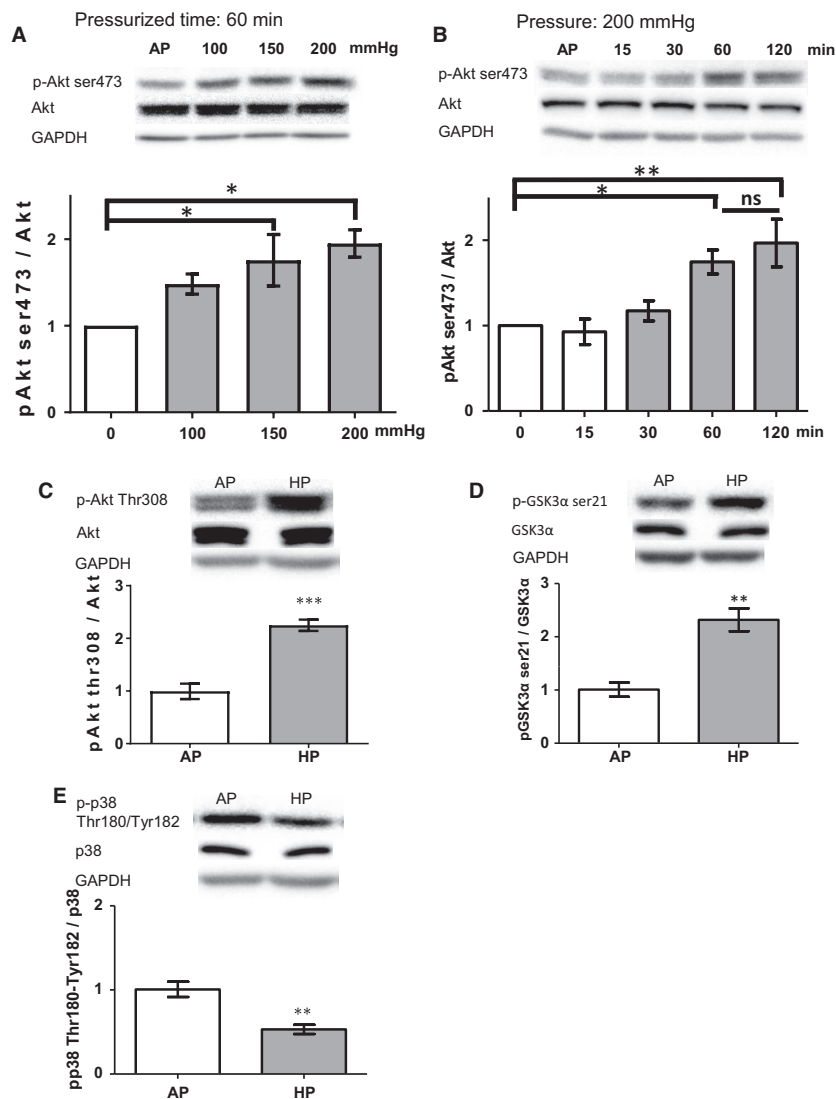 Pressurized time: 60 min
A
AP 100 150 200 mmHg
p-Akt ser473
Akt
GAPDH
* *
pAkt ser473 / Akt
2
1
0
0 100 150 200 mmHg
Pressure: 200 mmHg
B
AP 15 30 60 120 min
p-Akt ser473
Akt
GAPDH
**
* ns
pAkt ser473 / Akt
2
1
0
0 15 30 60 120 min
C
AP HP
p-Akt Thr308
Akt
GAPDH
pAkt thr308 / Akt
3
2
1
0
***
AP HP
D
AP HP
p-GSK3α ser21
GSK3α
GAPDH
pGSK3α ser21 / GSK3α
3
2
1
0
**
AP HP
E
AP HP
p-p38
Thr180/Tyr182
p38
GAPDH
pp38 Thr180-Tyr182 / p38
2
1
0
**
AP HP